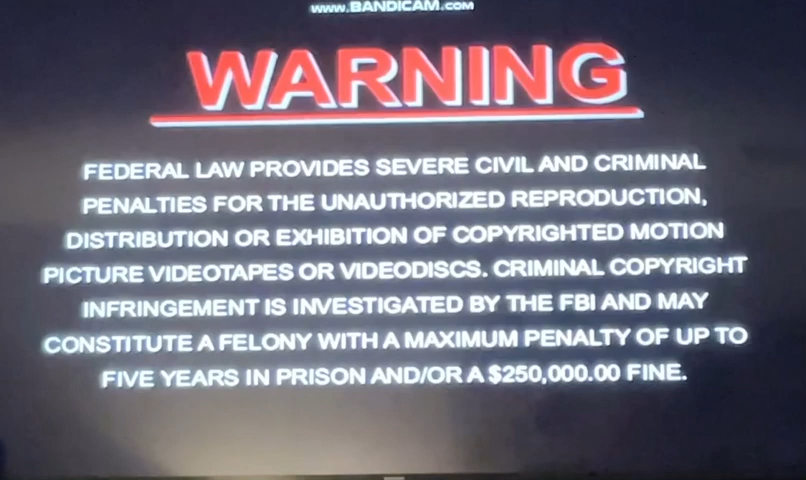 www.BANDICAM.com
WARNING
FEDERAL LAW PROVIDES SEVERE CIVIL AND CRIMINAL
PENALTIES FOR THE UNAUTHORIZED REPRODUCTION,
DISTRIBUTION OR EXHIBITION OF COPYRIGHTED MOTION
PICTURE VIDEOTAPES OR VIDEODISCS. CRIMINAL COPYRIGHT
INFRINGEMENT IS INVESTIGATED BY THE FBI AND MAY
CONSTITUTE A FELONY WITH A MAXIMUM PENALTY OF UP TO
FIVE YEARS IN PRISON AND/OR A $250,000.00 FINE.